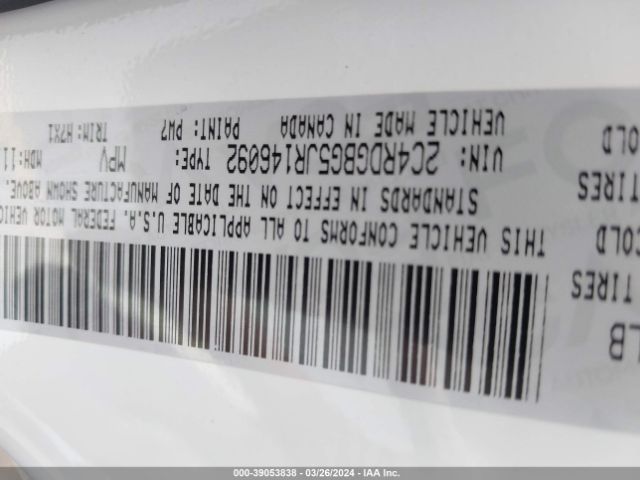 LB
TIRES
COLD
TIRES
OLD
THIS VEHICLE CONFORMS TO ALL APPLICABLE U.S.A. FEDERAL MOTOR VEHIC
STANDARDS IN EFFECT ON THE DATE OF MANUFACTURE SHOWN ABOVE.
VIN: 2C4RDGBG5JR146092 TYPE: MPV MDH: 11
VEHICLE MADE IN CANADA PAINT: PW7 TRIM: H7X1
000-39053838 - 03/26/2024 - IAA Inc. Copyright